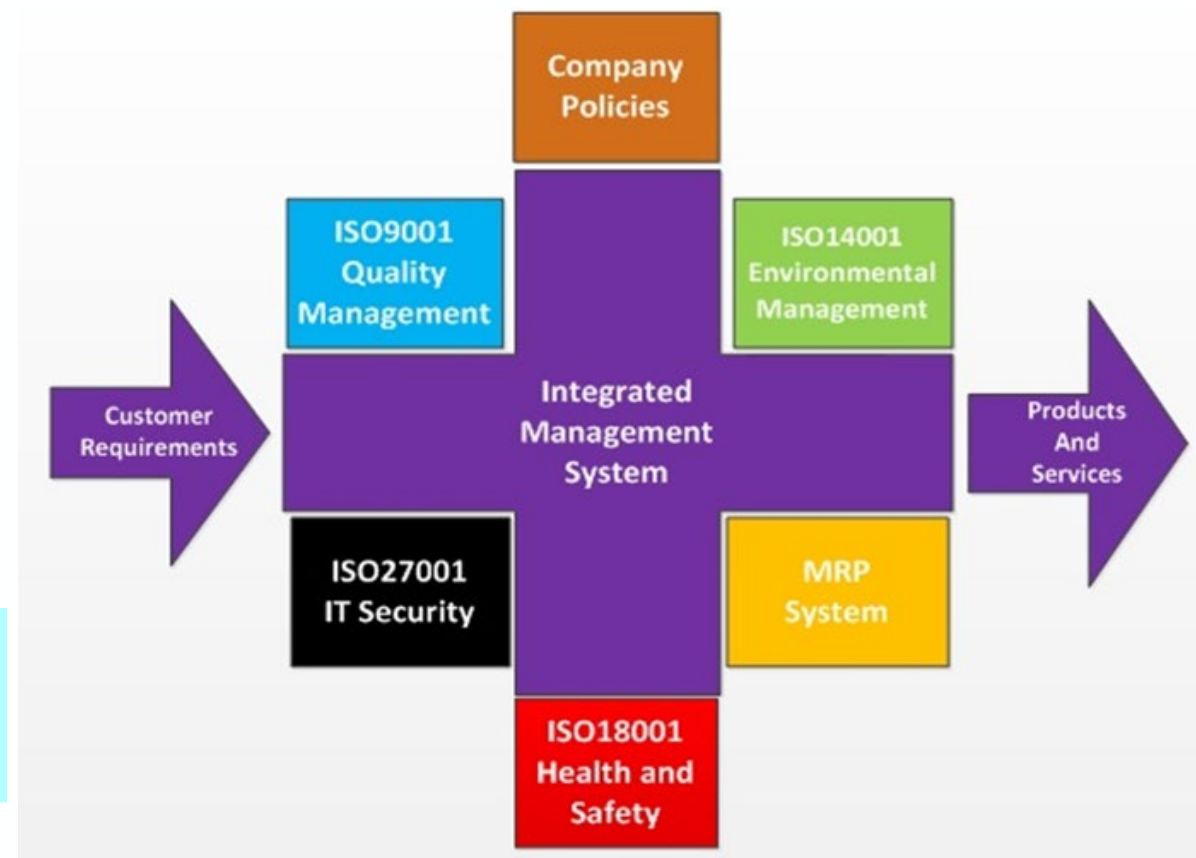 Company
Policies
ISO9001
Quality
Management
ISO14001
Environmental
Management
Customer
Requirements
Integrated
Management
System
Products
And
Services
ISO27001
IT Security
MRP
System
ISO18001
Health and
Safety